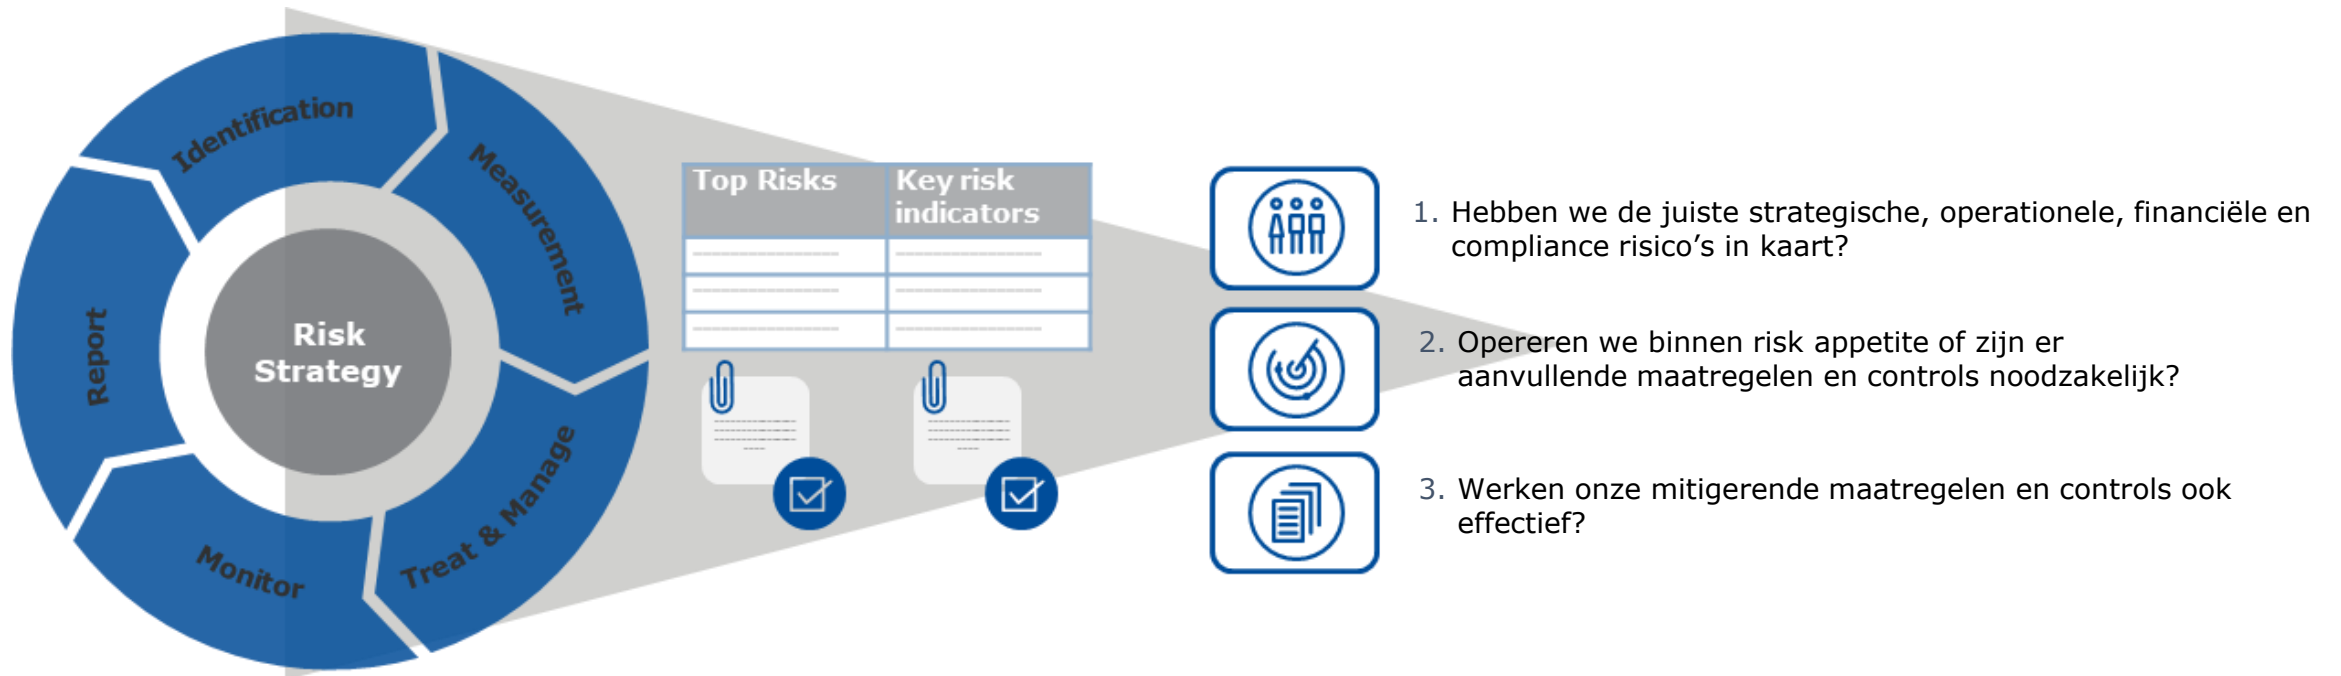 Identification
Measurement
Treat & Manage
Monitor
Report
Risk
Strategy
Top Risks
Key risk
indicators
1. Hebben we de juiste strategische, operationele, financiële en
compliance risico’s in kaart?
2. Opereren we binnen risk appetite of zijn er
aanvullende maatregelen en controls noodzakelijk?
3. Werken onze mitigerende maatregelen en controls ook
effectief?